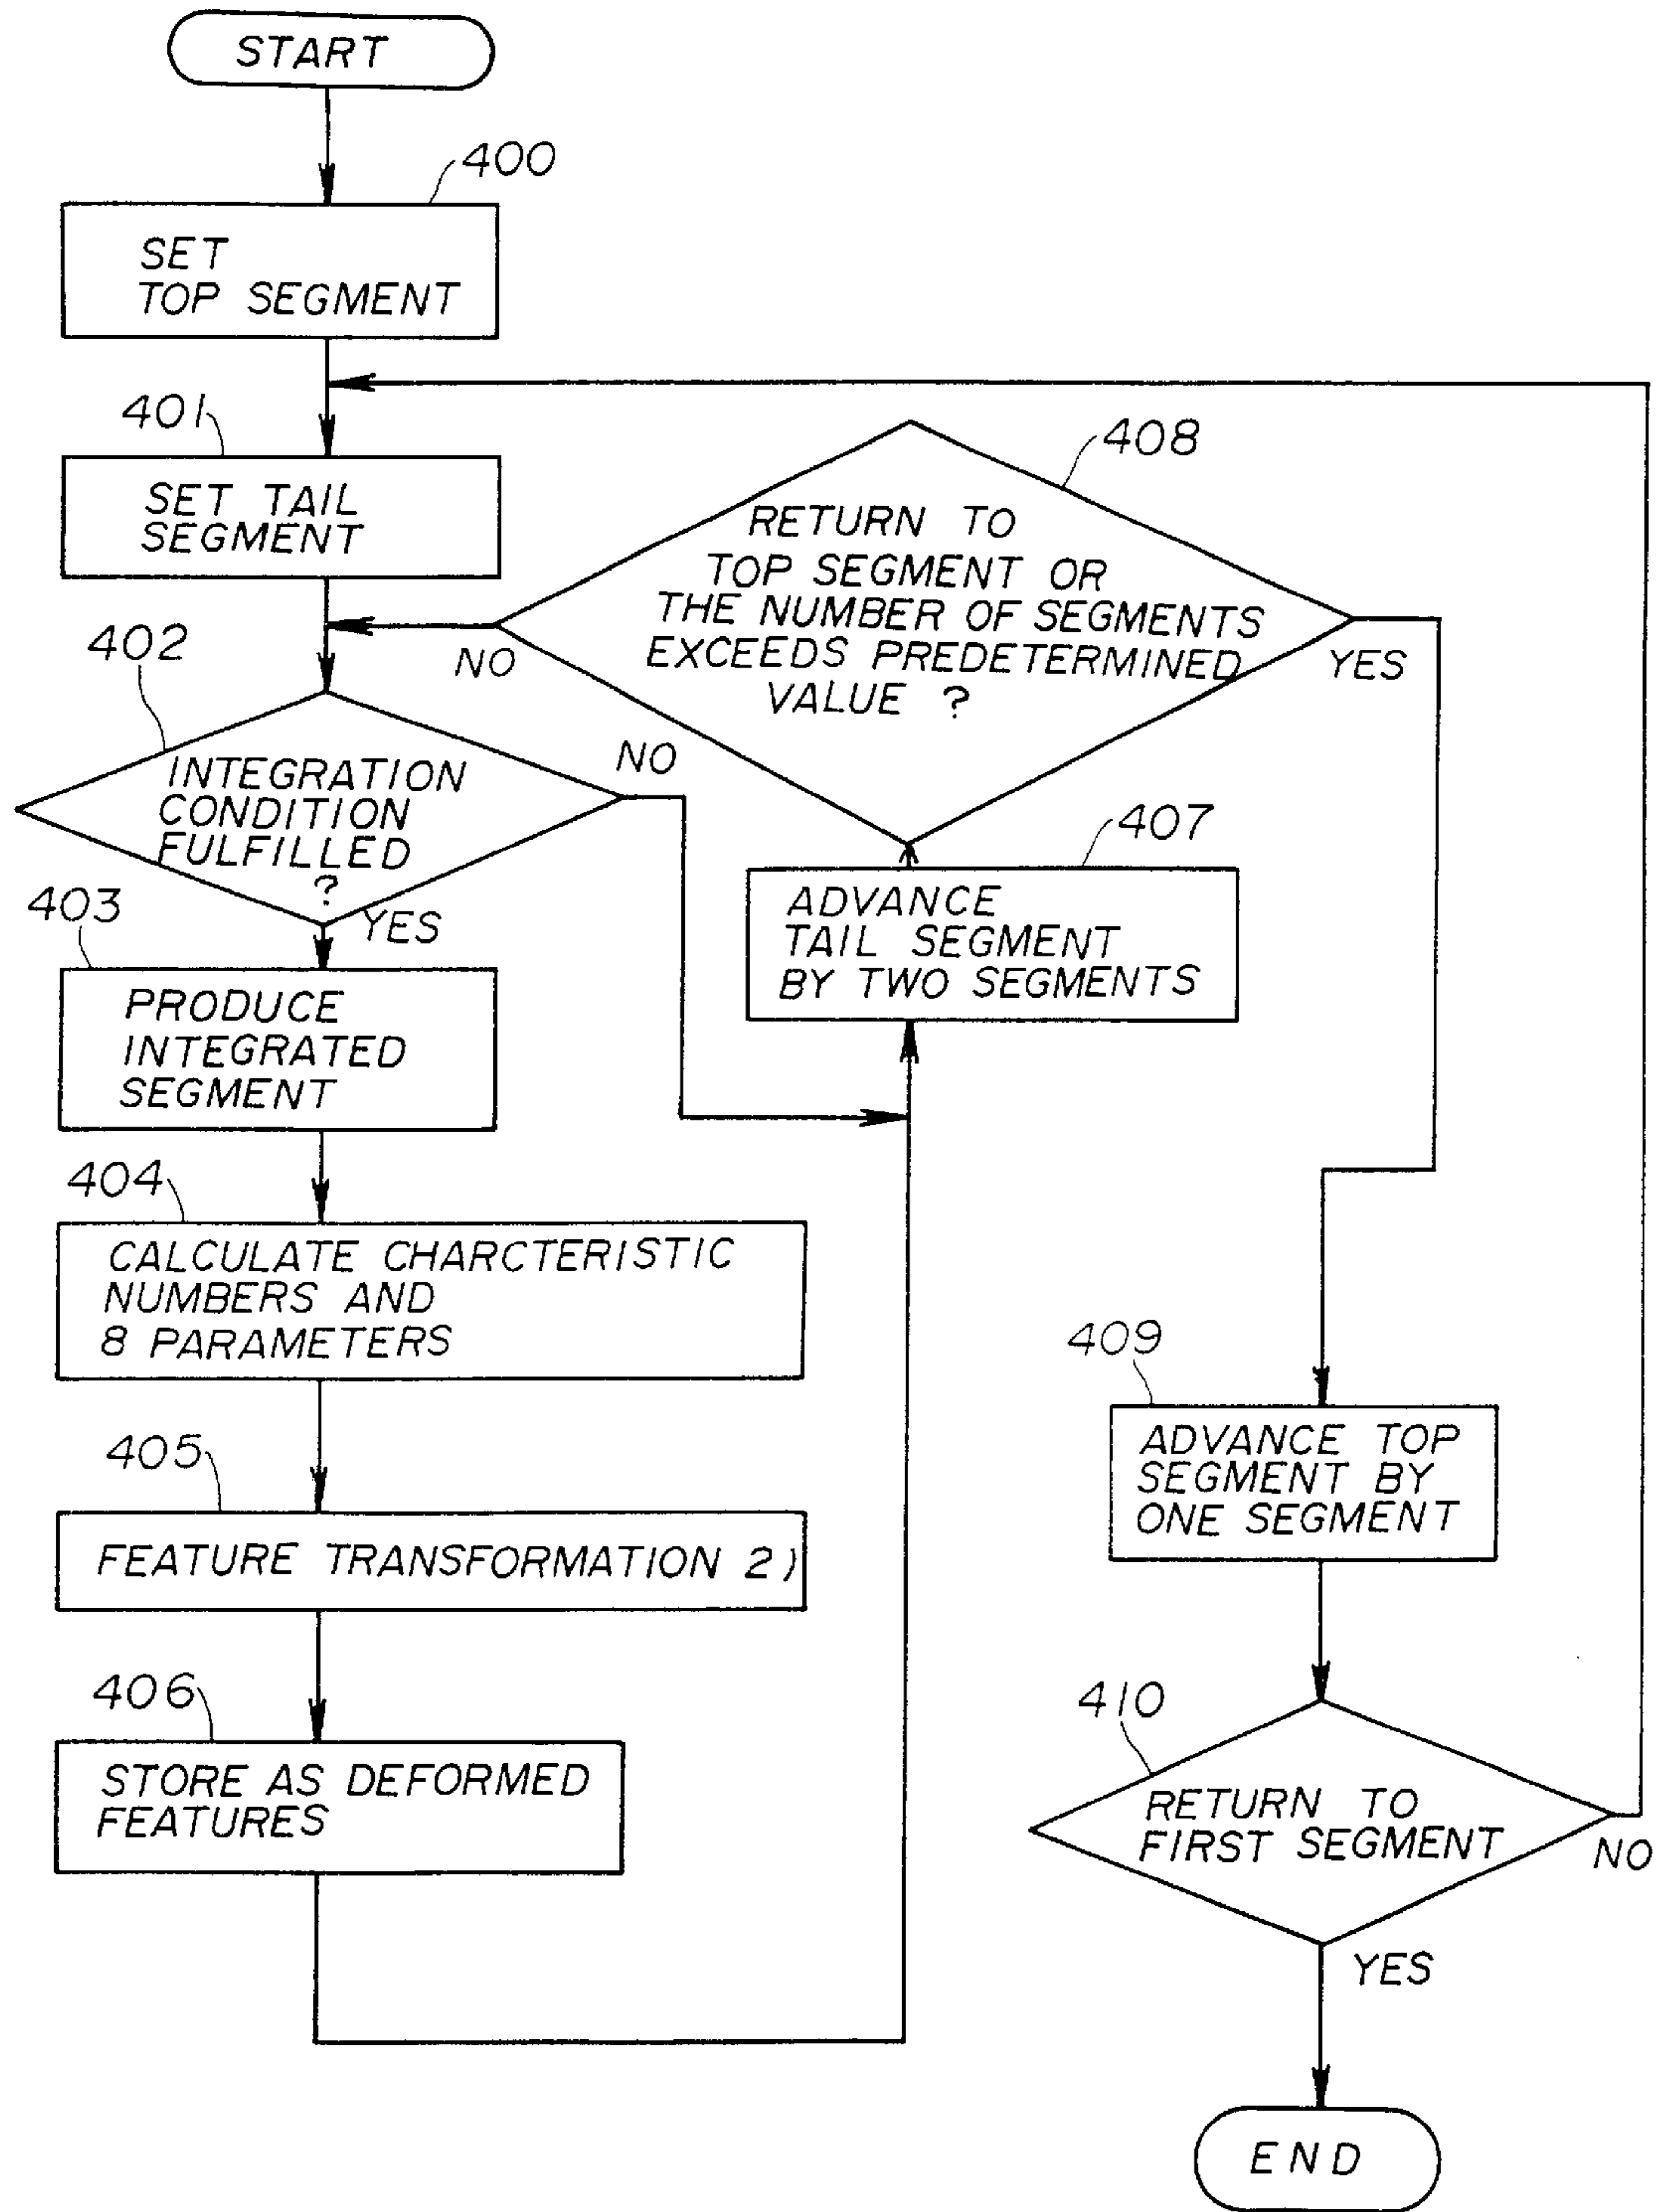 START
400
SET
TOP SEGMENT
401
SET TAIL
SEGMENT
408
RETURN TO
TOP SEGMENT OR
THE NUMBER OF SEGMENTS
EXCEEDS PREDETERMINED
VALUE ?
NO
YES
402
INTEGRATION
CONDITION
FULFILLED
?
NO
YES
407
ADVANCE
TAIL SEGMENT
BY TWO SEGMENTS
403
PRODUCE
INTEGRATED
SEGMENT
404
CALCULATE CHARCTERISTIC
NUMBERS AND
8 PARAMETERS
405
FEATURE TRANSFORMATION 2)
406
STORE AS DEFORMED
FEATURES
409
ADVANCE TOP
SEGMENT BY
ONE SEGMENT
410
RETURN TO
FIRST SEGMENT
NO
YES
END